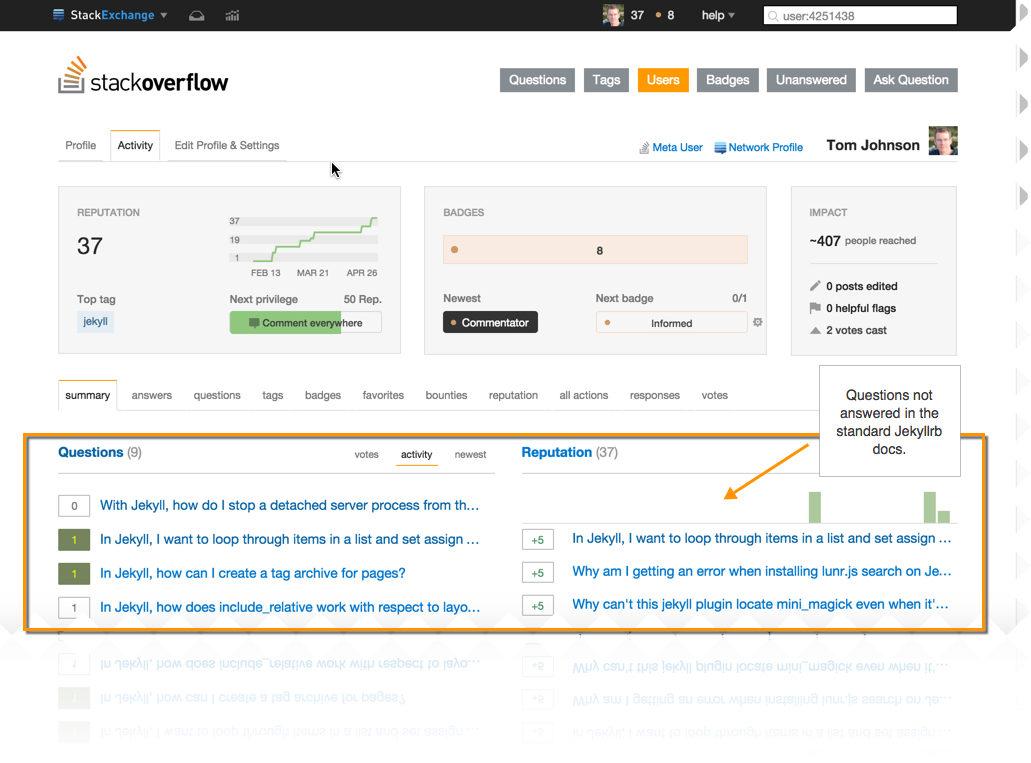 StackExchange
37
8
help
user:4251438
stackoverflow
Questions
Tags
Users
Badges
Unanswered
Ask Question
Profile
Activity
Edit Profile & Settings
Meta User
Network Profile
Tom Johnson
REPUTATION
37
37
19
1
FEB 13
MAR 21
APR 26
Top tag
jekyll
Next privilege
50 Rep.
Comment everywhere
BADGES
8
Newest
Commentator
Next badge
0/1
Informed
IMPACT
~407 people reached
0 posts edited
0 helpful flags
2 votes cast
summary
answers
questions
tags
badges
favorites
bounties
reputation
all actions
responses
votes
Questions not
answered in the
standard Jekyllrb
docs.
Questions (9)
votes
activity
newest
0
With Jekyll, how do I stop a detached server process from th…
1
In Jekyll, I want to loop through items in a list and set assign …
1
In Jekyll, how can I create a tag archive for pages?
1
In Jekyll, how does include_relative work with respect to layo…
Reputation (37)
+5
In Jekyll, I want to loop through items in a list and set assign …
+5
Why am I getting an error when installing lunr.js search on Je…
+5
Why can't this jekyll plugin locate mini_magick even when it'…